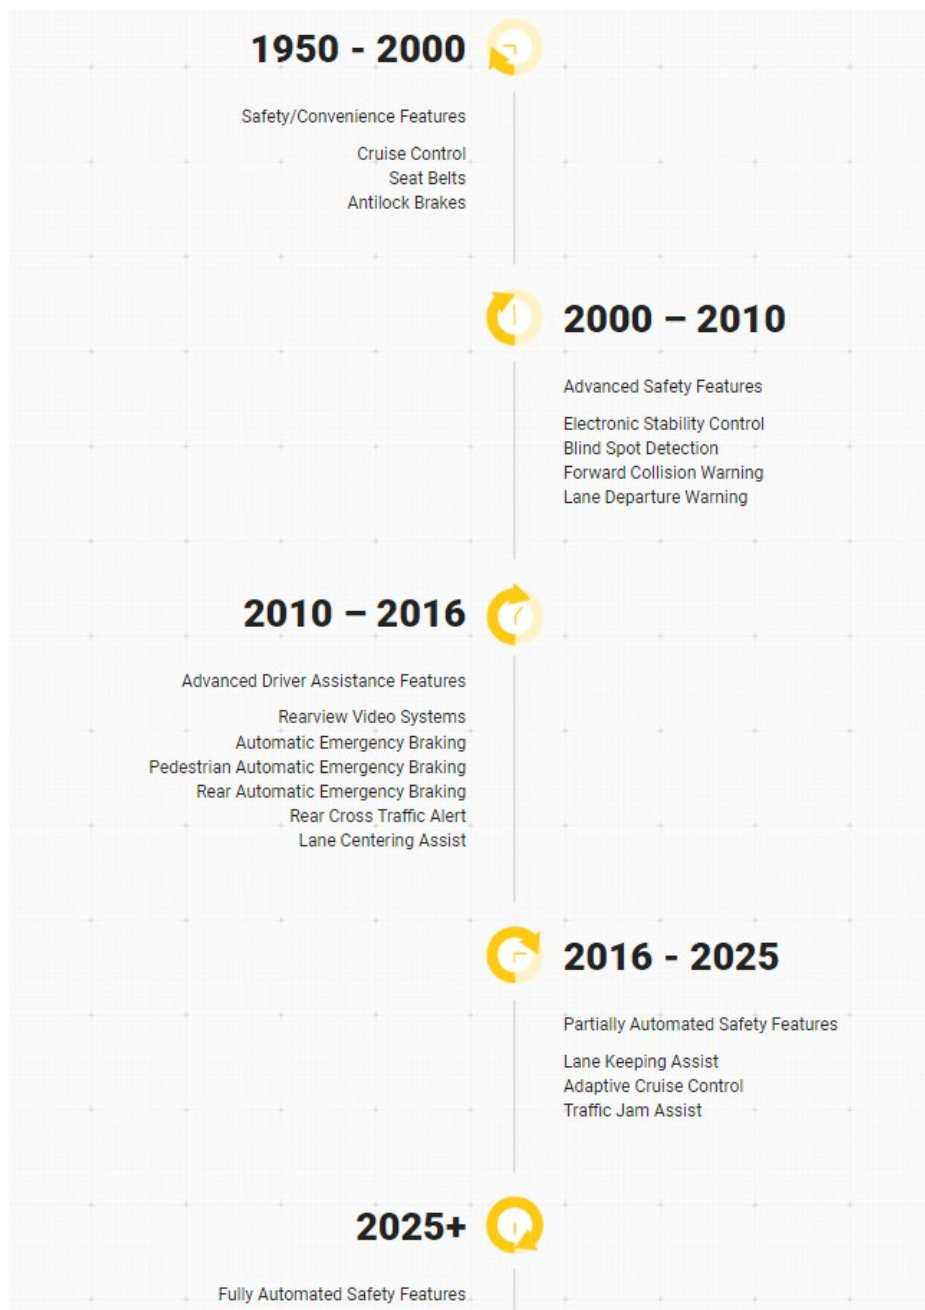 1950 - 2000
Safety/Convenience Features
Cruise Control
Seat Belts
Antilock Brakes
2000 – 2010
Advanced Safety Features
Electronic Stability Control
Blind Spot Detection
Forward Collision Warning
Lane Departure Warning
2010 – 2016
Advanced Driver Assistance Features
Rearview Video Systems
Automatic Emergency Braking
Pedestrian Automatic Emergency Braking
Rear Automatic Emergency Braking
Rear Cross Traffic Alert
Lane Centering Assist
2016 - 2025
Partially Automated Safety Features
Lane Keeping Assist
Adaptive Cruise Control
Traffic Jam Assist
2025+
Fully Automated Safety Features